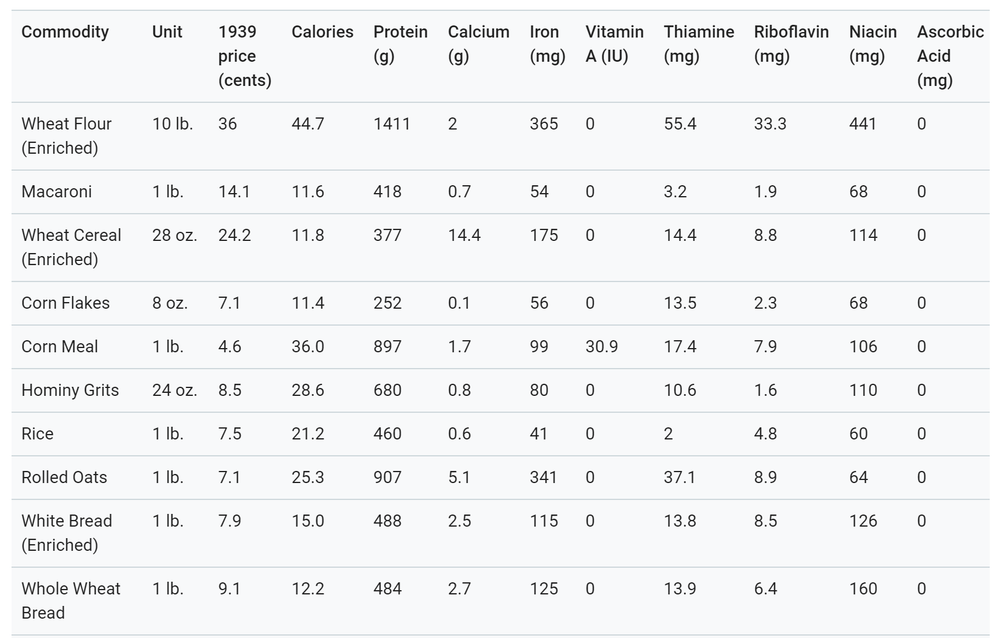 Commodity Unit 1939 price (cents) Calories Protein (g) Calcium (g) Iron (mg) Vitamin A (IU) Thiamine (mg) Riboflavin (mg) Niacin (mg) Ascorbic Acid (mg)
Wheat Flour (Enriched) 10 lb. 36 44.7 1411 2 365 0 55.4 33.3 441 0
Macaroni 1 lb. 14.1 11.6 418 0.7 54 0 3.2 1.9 68 0
Wheat Cereal (Enriched) 28 oz. 24.2 11.8 377 14.4 175 0 14.4 8.8 114 0
Corn Flakes 8 oz. 7.1 11.4 252 0.1 56 0 13.5 2.3 68 0
Corn Meal 1 lb. 4.6 36.0 897 1.7 99 30.9 17.4 7.9 106 0
Hominy Grits 24 oz. 8.5 28.6 680 0.8 80 0 10.6 1.6 110 0
Rice 1 lb. 7.5 21.2 460 0.6 41 0 2 4.8 60 0
Rolled Oats 1 lb. 7.1 25.3 907 5.1 341 0 37.1 8.9 64 0
White Bread (Enriched) 1 lb. 7.9 15.0 488 2.5 115 0 13.8 8.5 126 0
Whole Wheat Bread 1 lb. 9.1 12.2 484 2.7 125 0 13.9 6.4 160 0